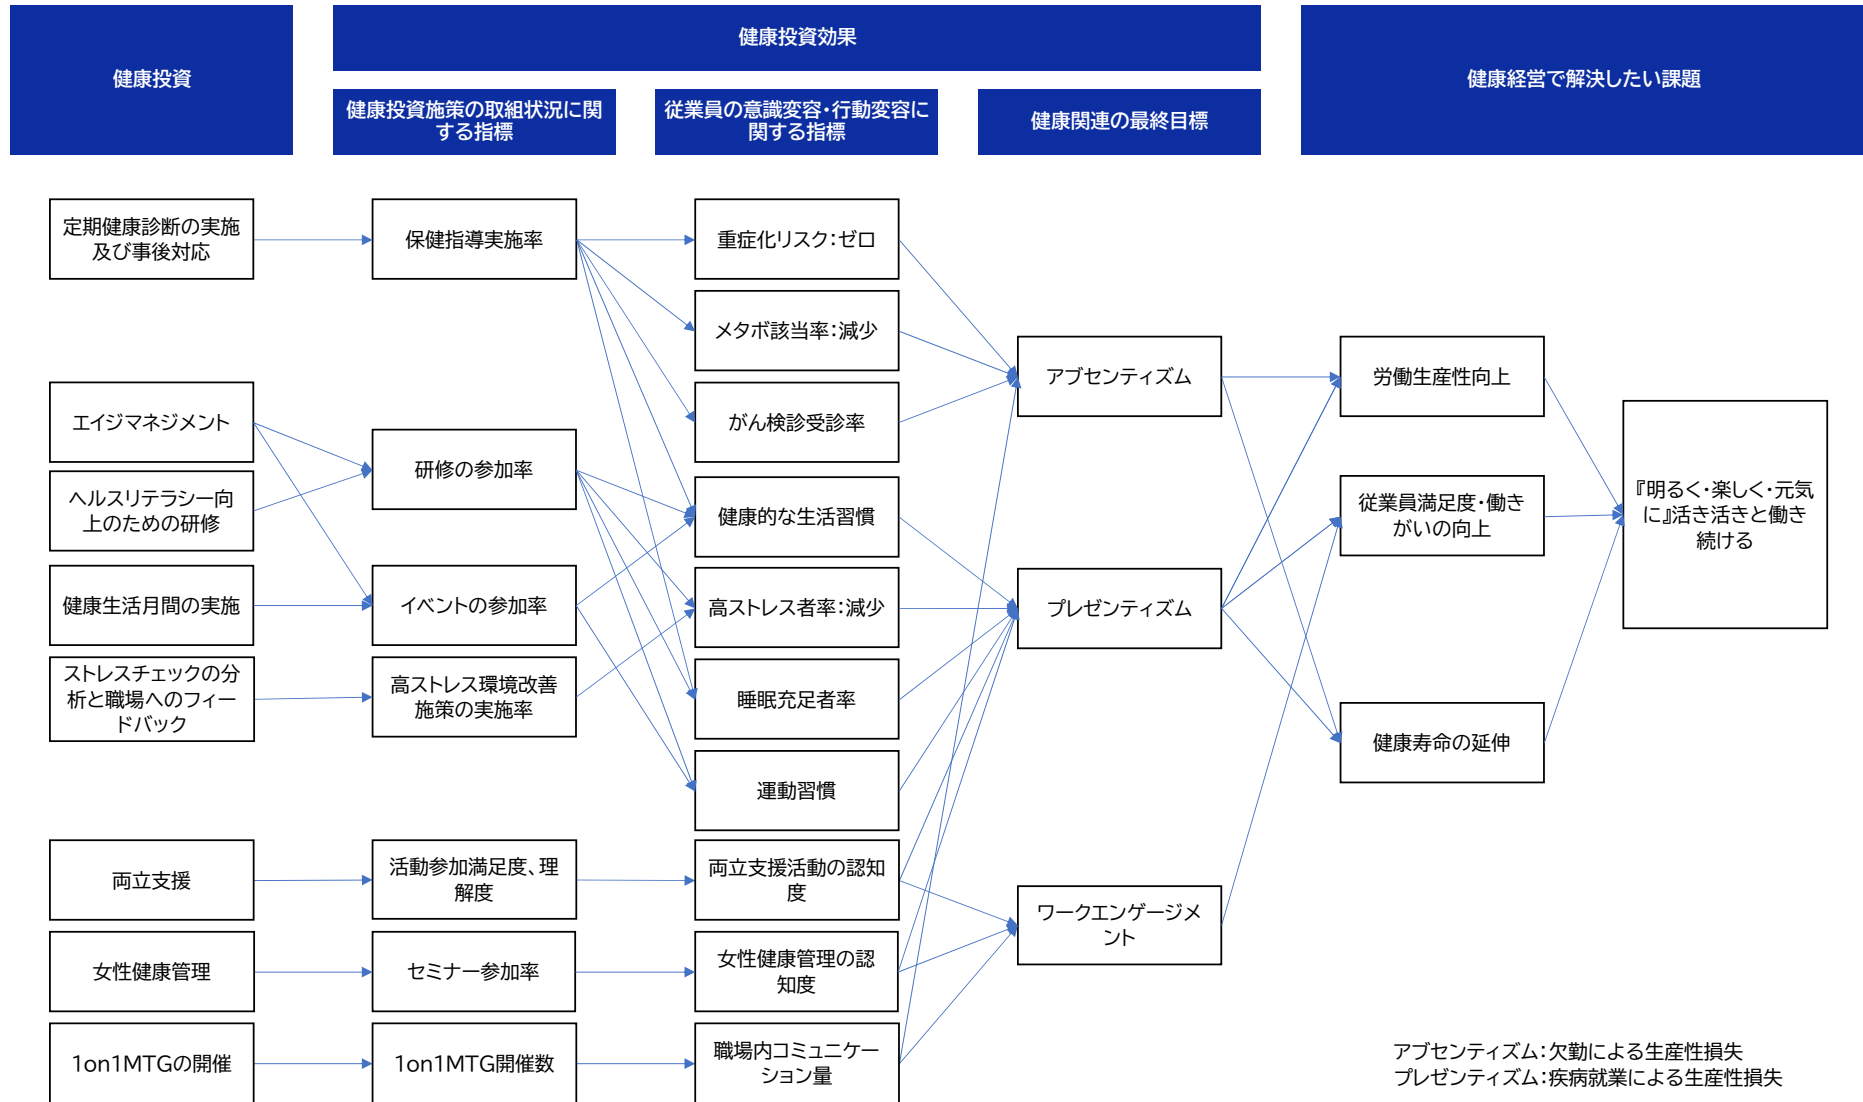 健康投資
健康投資効果
健康経営で解決したい課題
健康投資施策の取組状況に関
する指標
従業員の意識変容・行動変容に
関する指標
健康関連の最終目標
定期健康診断の実施
及び事後対応
エイジマネジメント
ヘルスリテラシー向
上のための研修
健康生活月間の実施
ストレスチェックの分
析と職場へのフィー
ドバック
両立支援
女性健康管理
1on1MTGの開催
保健指導実施率
研修の参加率
イベントの参加率
高ストレス環境改善
施策の実施率
活動参加満足度、理
解度
セミナー参加率
1on1MTG開催数
重症化リスク：ゼロ
メタボ該当率：減少
がん検診受診率
健康的な生活習慣
高ストレス者率：減少
睡眠充足者率
運動習慣
両立支援活動の認知
度
女性健康管理の認
知度
職場内コミュニケー
ション量
アブセンティズム
プレゼンティズム
ワークエンゲージメ
ント
労働生産性向上
従業員満足度・働き
がいの向上
健康寿命の延伸
『明るく・楽しく・元気
に』活き活きと働き
続ける
アブセンティズム：欠勤による生産性損失
プレゼンティズム：疾病就業による生産性損失